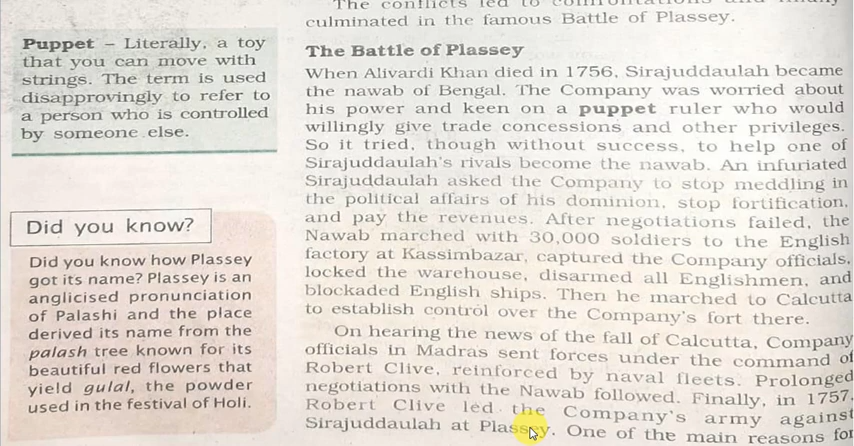 The conflicts led to confrontations and finally
culminated in the famous Battle of Plassey.
Puppet – Literally, a toy
that you can move with
strings. The term is used
disapprovingly to refer to
a person who is controlled
by someone else.
Did you know?
Did you know how Plassey
got its name? Plassey is an
anglicised pronunciation
of Palashi and the place
derived its name from the
palash tree known for its
beautiful red flowers that
yield gulal, the powder
used in the festival of Holi.
The Battle of Plassey
When Alivardi Khan died in 1756, Sirajuddaulah became
the nawab of Bengal. The Company was worried about
his power and keen on a puppet ruler who would
willingly give trade concessions and other privileges.
So it tried, though without success, to help one of
Sirajuddaulah's rivals become the nawab. An infuriated
Sirajuddaulah asked the Company to stop meddling in
the political affairs of his dominion, stop fortification,
and pay the revenues. After negotiations failed, the
Nawab marched with 30,000 soldiers to the English
factory at Kassimbazar, captured the Company officials,
locked the warehouse, disarmed all Englishmen, and
blockaded English ships. Then he marched to Calcutta
to establish control over the Company's fort there.
On hearing the news of the fall of Calcutta, Company
officials in Madras sent forces under the command of
Robert Clive, reinforced by naval fleets. Prolonged
negotiations with the Nawab followed. Finally, in 1757,
Robert Clive led the Company's army against
Sirajuddaulah at Plassey. One of the main reasons for